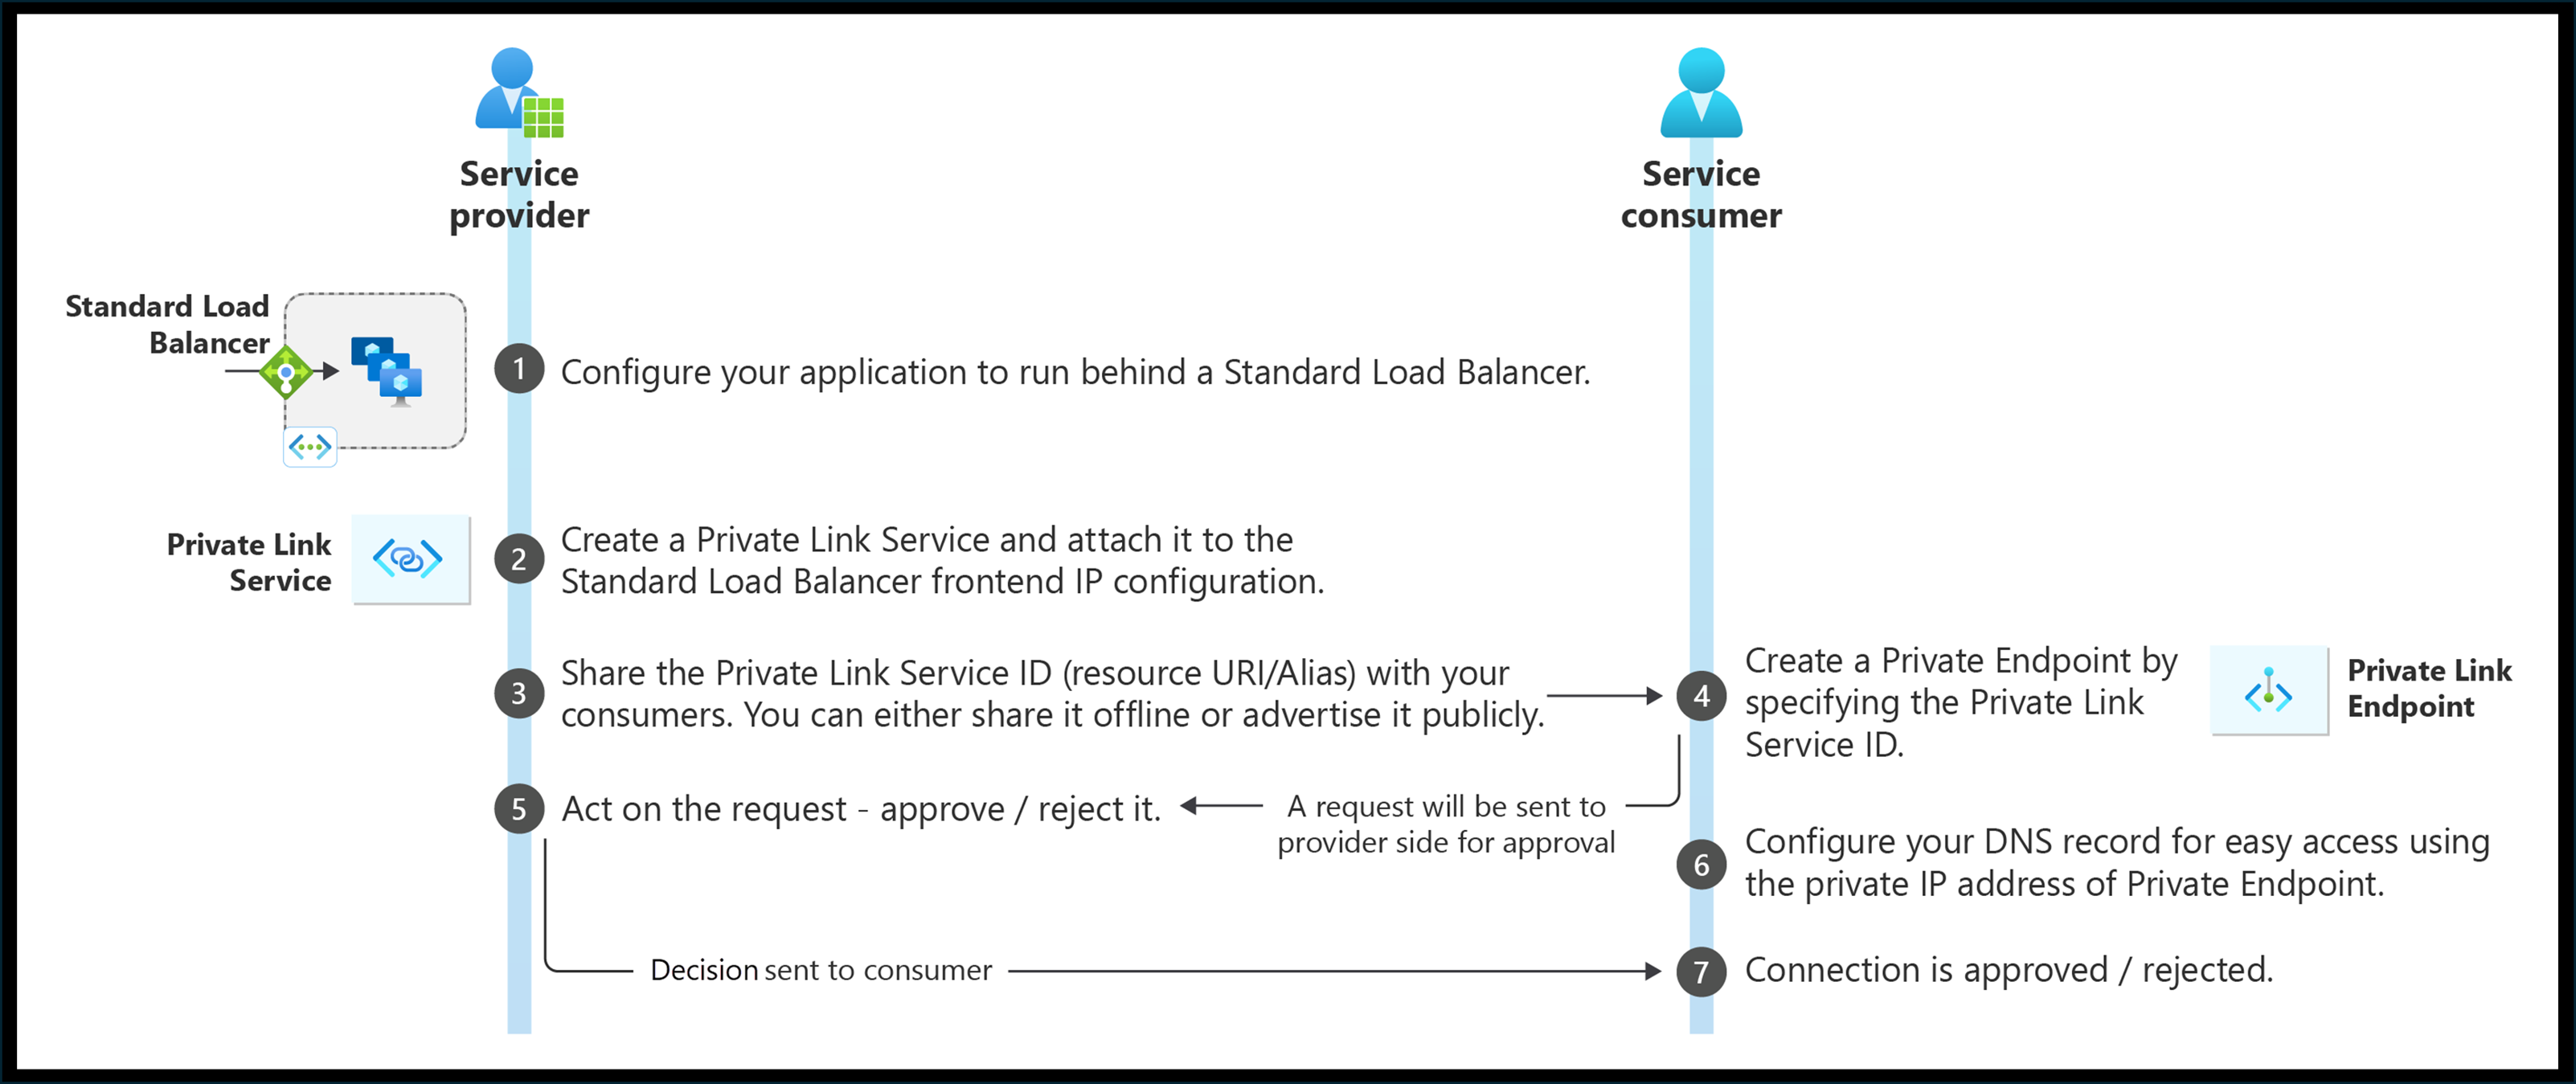 Service
provider
Service
consumer
Standard Load
Balancer
1
Configure your application to run behind a Standard Load Balancer.
Private Link
Service
2
Create a Private Link Service and attach it to the
Standard Load Balancer frontend IP configuration.
3
Share the Private Link Service ID (resource URI/Alias) with your
consumers. You can either share it offline or advertise it publicly.
4
Create a Private Endpoint by
specifying the Private Link
Service ID.
Private Link
Endpoint
5
Act on the request - approve / reject it.
A request will be sent to
provider side for approval
6
Configure your DNS record for easy access using
the private IP address of Private Endpoint.
Decision sent to consumer
7
Connection is approved / rejected.